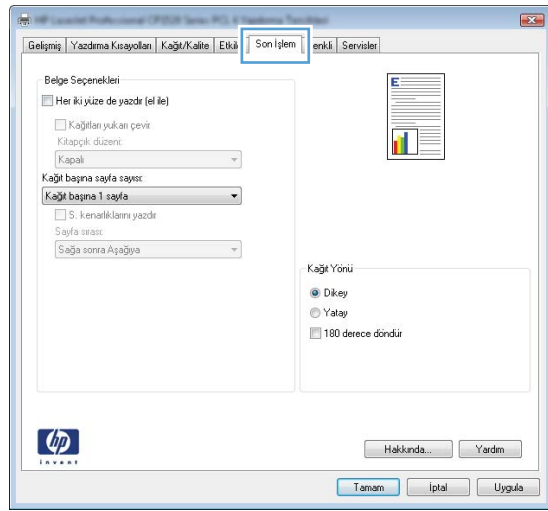 Gelişmiş Yazdırma Kısayolları Kağıt/Kalite Son İşlem Servisler
Belge Seçenekleri
Her iki yüze de yazdır (el ile)
Kağıtları yukarı çevir
Kitapçık düzeni:
Kapalı
Kağıt başına sayfa sayısı:
Kağıt başına 1 sayfa
S. kenarlıklarını yazdır
Sayfa sırası:
Sağa sonra Aşağıya
E
Kağıt Yönü
Dikey
Yatay
180 derece döndür
hp
invent
Hakkında... Yardım
Tamam İptal Uygula